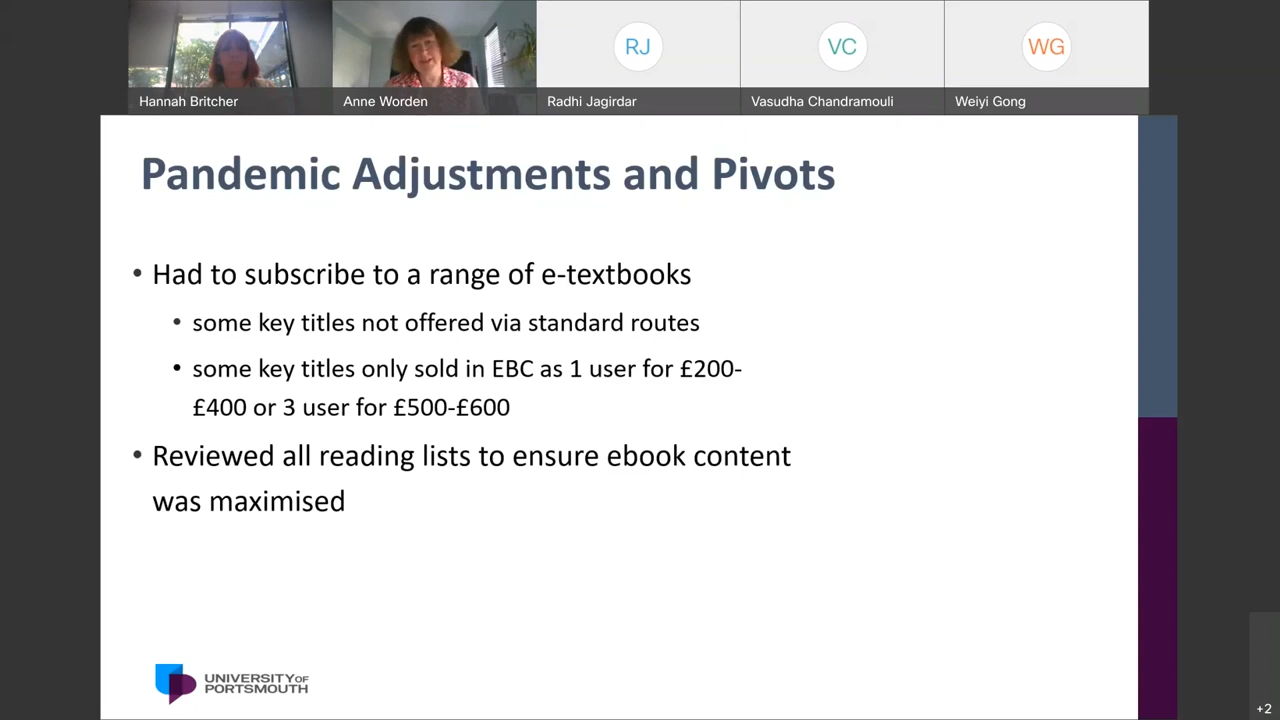 RJ
VC
WG
Hannah Britcher
Anne Worden
Radhi Jagirdar
Vasudha Chandramouli
Weiyi Gong
Pandemic Adjustments and Pivots
• Had to subscribe to a range of e-textbooks
• some key titles not offered via standard routes
• some key titles only sold in EBC as 1 user for £200-
£400 or 3 user for £500-£600
• Reviewed all reading lists to ensure ebook content
was maximised
UNIVERSITY OF
PORTSMOUTH
+2